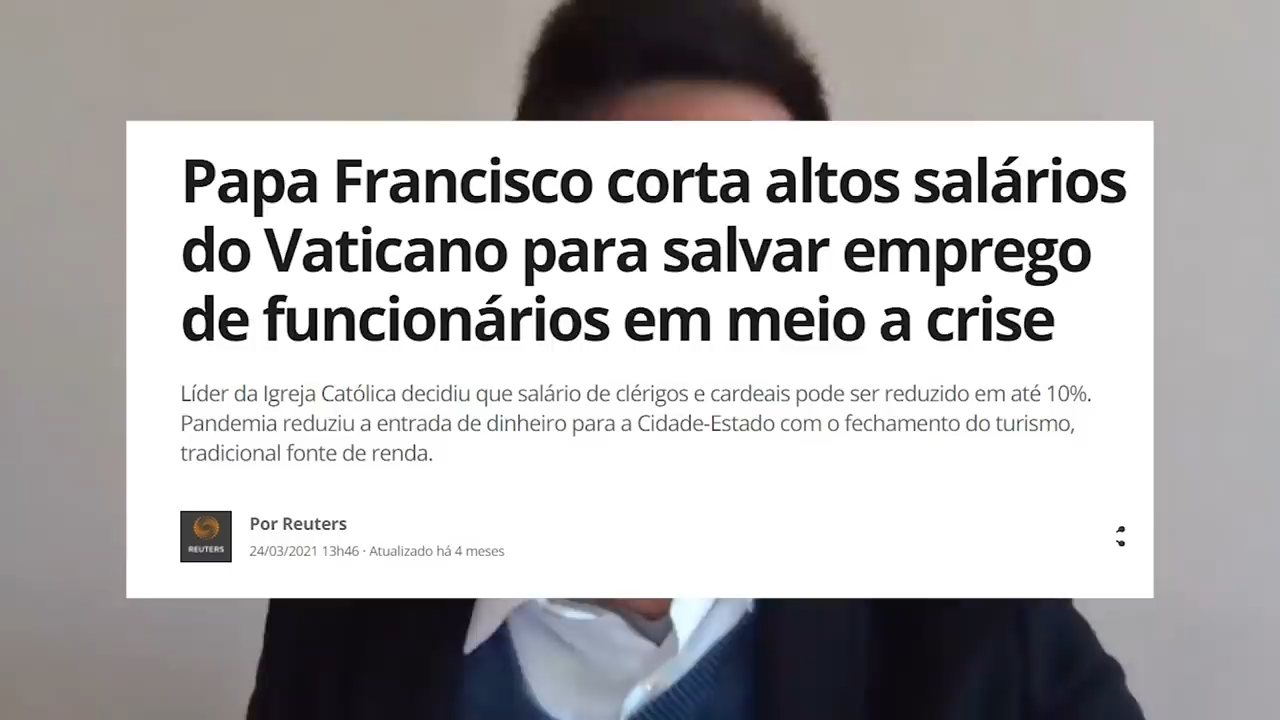 Papa Francisco corta altos salários
do Vaticano para salvar emprego
de funcionários em meio a crise
Líder da Igreja Católica decidiu que salário de clérigos e cardeais pode ser reduzido em até 10%.
Pandemia reduziu a entrada de dinheiro para a Cidade-Estado com o fechamento do turismo,
tradicional fonte de renda.
REUTERS
Por Reuters
24/03/2021 13h46 · Atualizado há 4 meses